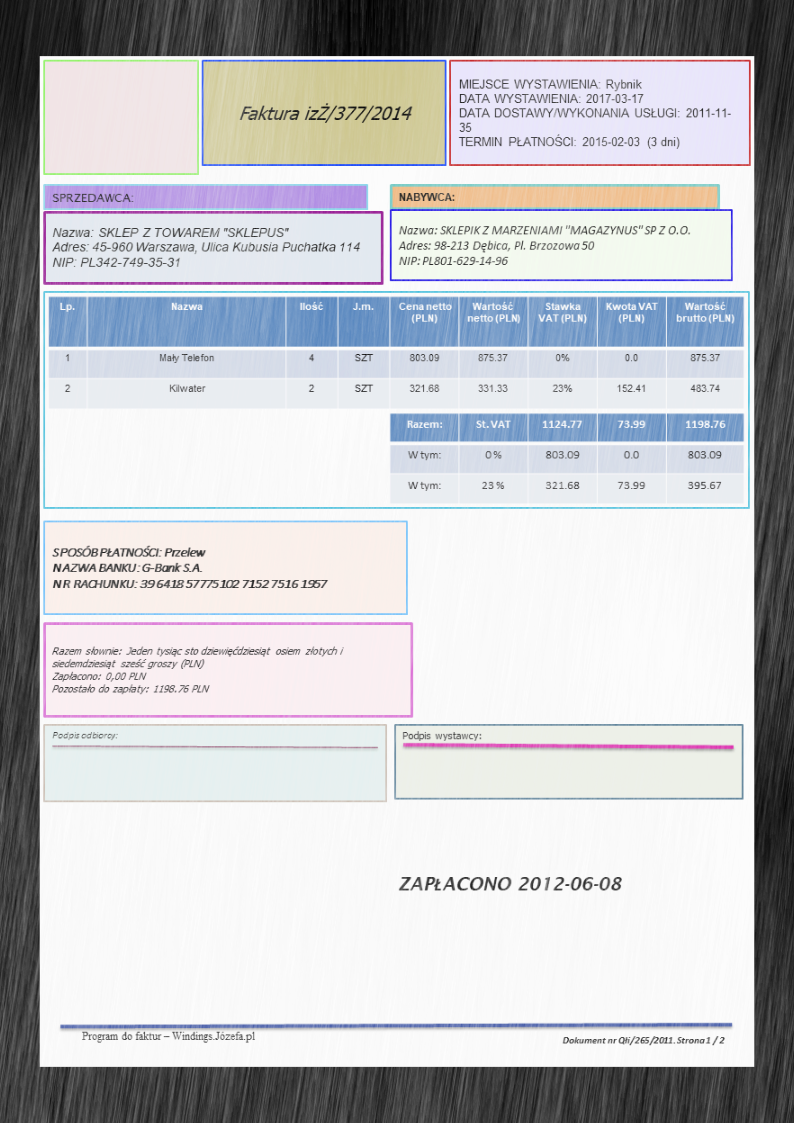 Faktura izŻ/377/2014
MIEJSCE WYSTAWIENIA: Rybnik
DATA WYSTAWIENIA: 2017-03-17
DATA DOSTAWY/WYKONANIA USŁUGI: 2011-11-
35
TERMIN PŁATNOŚCI: 2015-02-03 (3 dni)
SPRZEDAWCA:
Nazwa: SKLEP Z TOWAREM "SKLEPUS"
Adres: 45-960 Warszawa, Ulica Kubusia Puchatka 114
NIP: PL342-749-35-31
NABYWCA:
Nazwa: SKLEPIK Z MARZENIAMI "MAGAZYNUS" SP Z O.O.
Adres: 98-213 Dębica, Pl. Brzozowa 50
NIP: PL801-629-14-96
Lp. Nazwa Ilość J.m. Cena netto (PLN) Wartość netto (PLN) Stawka VAT (PLN) Kwota VAT (PLN) Wartość brutto (PLN)
1 Mały Telefon 4 SZT 803.09 875.37 0% 0.0 875.37
2 Kilwater 2 SZT 321.68 331.33 23% 152.41 483.74
Razem: St. VAT 1124.77 73.99 1198.76
W tym: 0% 803.09 0.0 803.09
W tym: 23% 321.68 73.99 395.67
SPOSÓB PŁATNOŚCI: Przelew
NAZWA BANKU: G-Bank S.A.
NR RACHUNKU: 39 6418 5777 5102 7152 7516 1957
Razem słownie: Jeden tysiąc sto dziewięćdziesiąt osiem złotych i
siedemdziesiąt sześć groszy (PLN)
Zapłacono: 0,00 PLN
Pozostało do zapłaty: 1198.76 PLN
Podpis odbiorcy:
Podpis wystawcy:
ZAPŁACONO 2012-06-08
Program do faktur – Windings.Józefa.pl
Dokument nr Qłi/265/2011. Strona 1 / 2